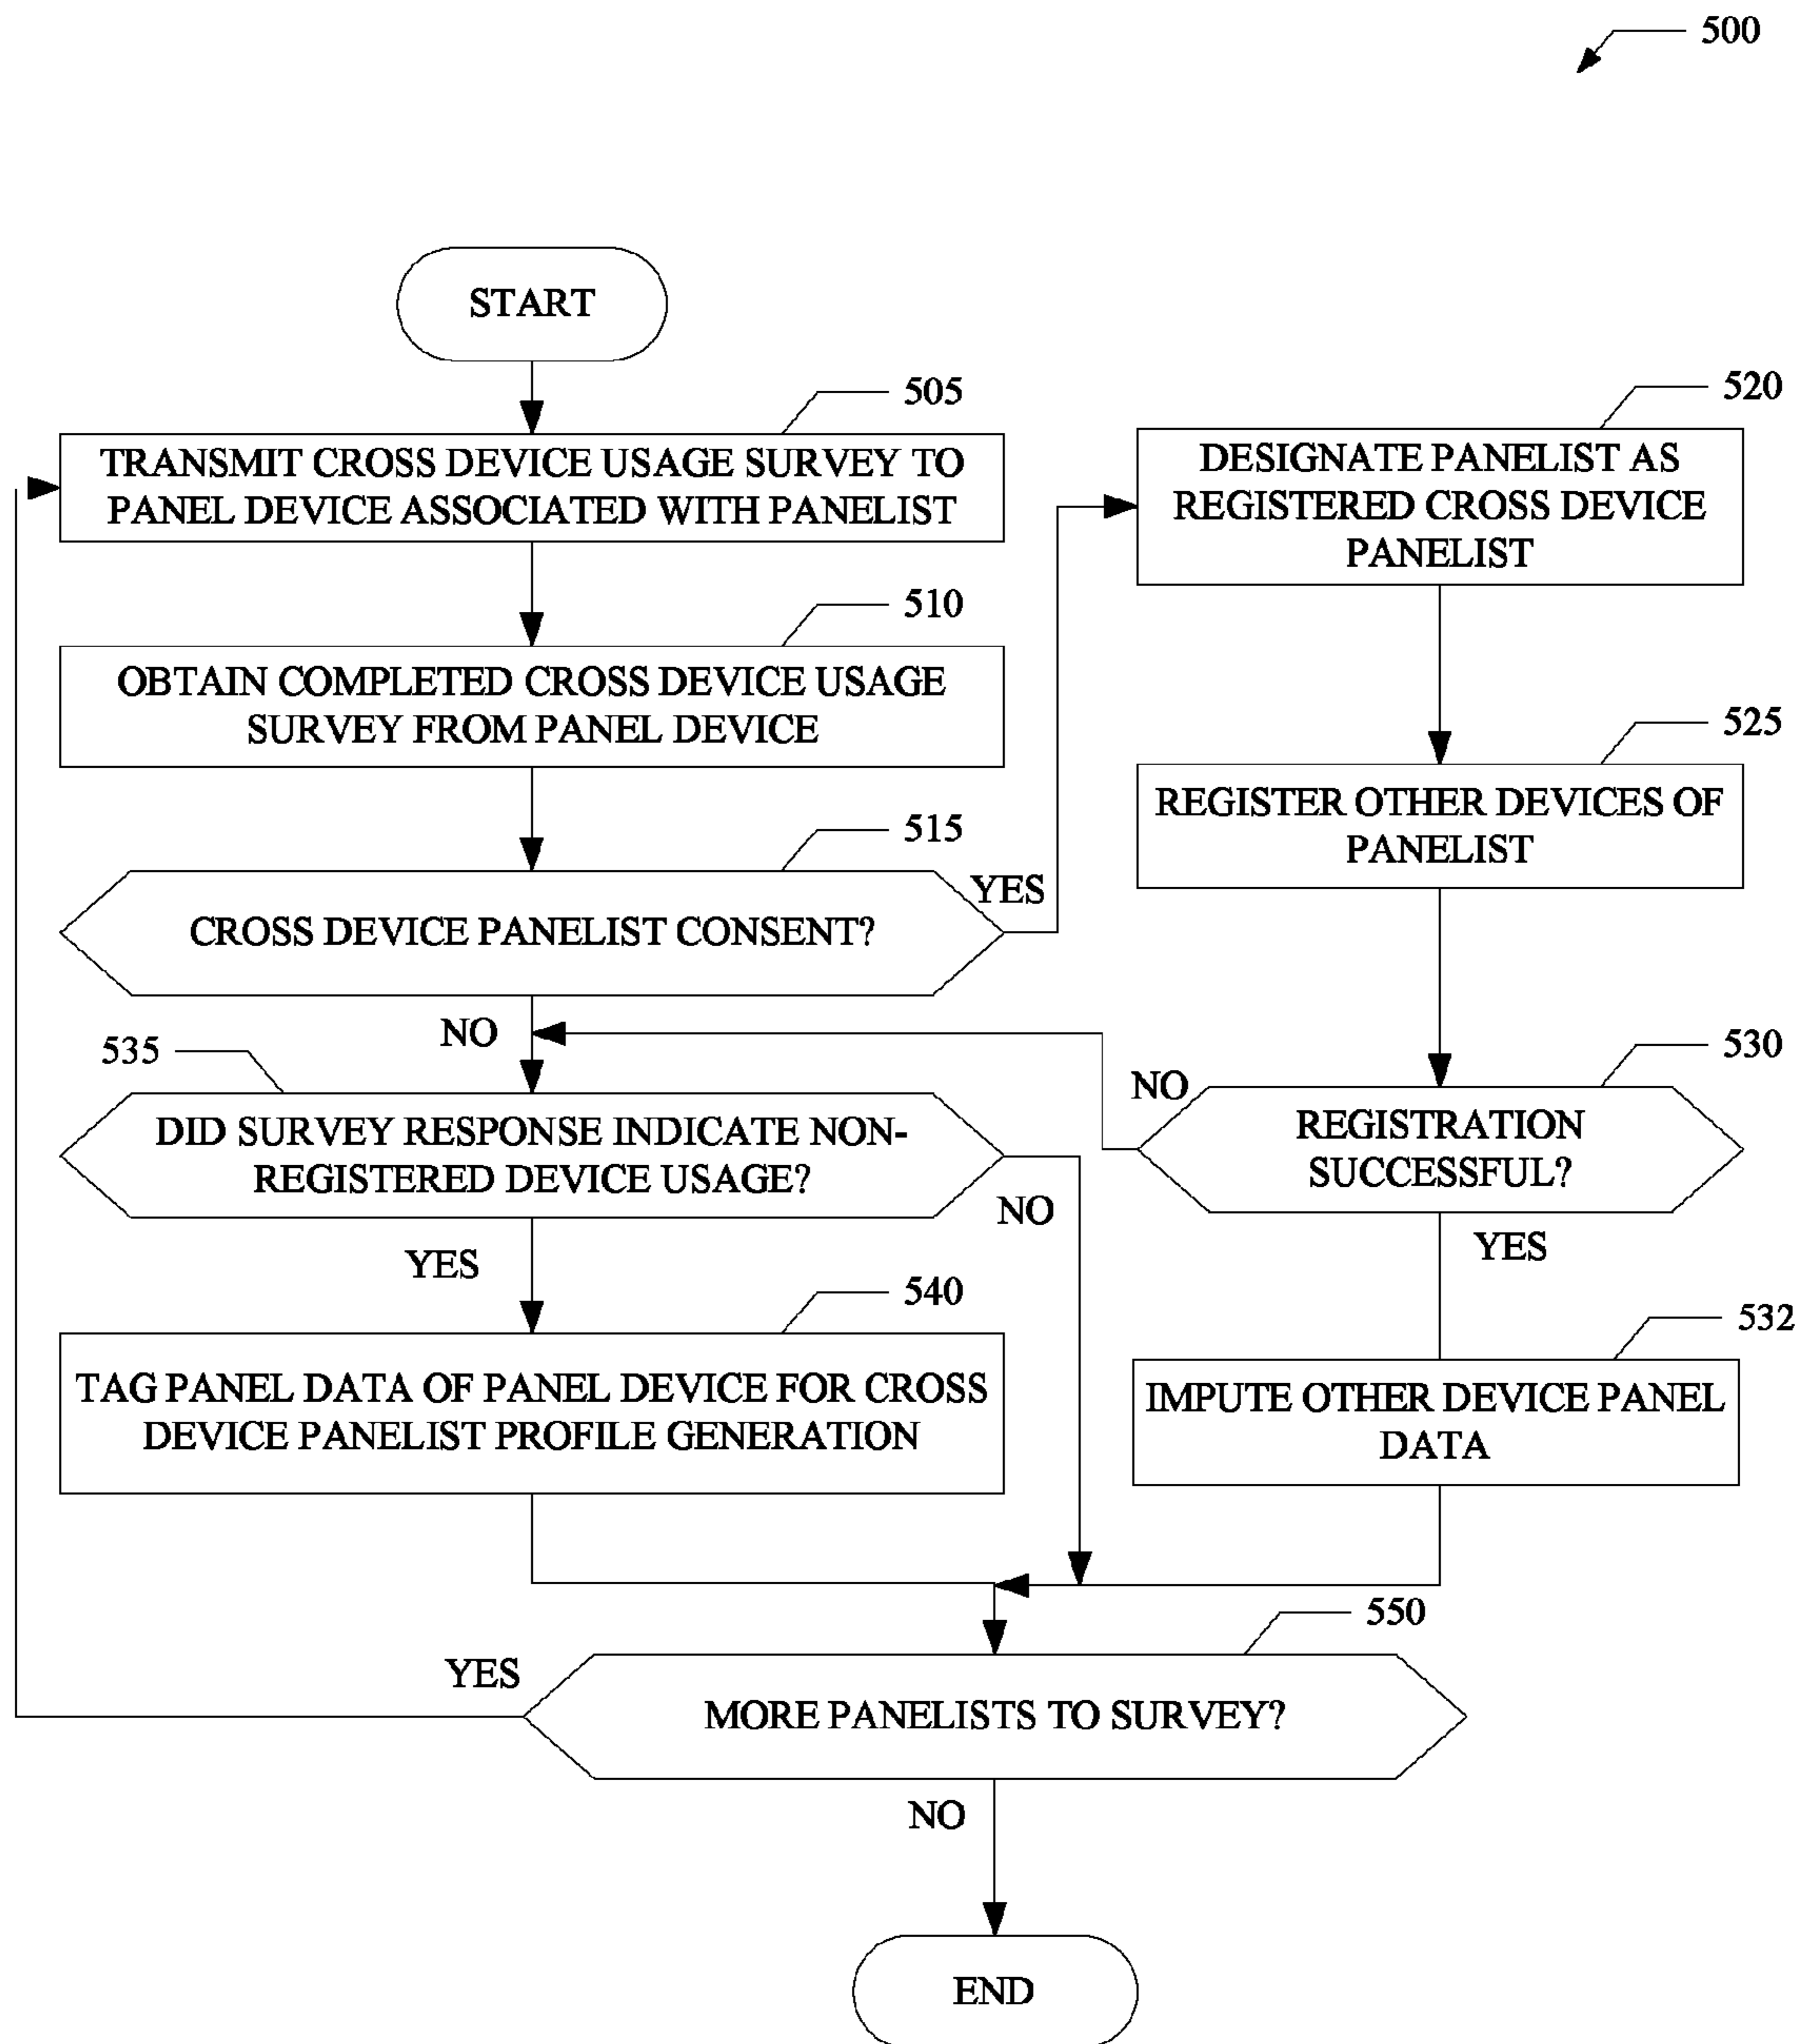 500
START
505
TRANSMIT CROSS DEVICE USAGE SURVEY TO
PANEL DEVICE ASSOCIATED WITH PANELIST
510
OBTAIN COMPLETED CROSS DEVICE USAGE
SURVEY FROM PANEL DEVICE
515
CROSS DEVICE PANELIST CONSENT?
YES
NO
520
DESIGNATE PANELIST AS
REGISTERED CROSS DEVICE
PANELIST
525
REGISTER OTHER DEVICES OF
PANELIST
530
REGISTRATION
SUCCESSFUL?
NO
YES
532
IMPUTE OTHER DEVICE PANEL
DATA
535
DID SURVEY RESPONSE INDICATE NON-
REGISTERED DEVICE USAGE?
NO
YES
540
TAG PANEL DATA OF PANEL DEVICE FOR CROSS
DEVICE PANELIST PROFILE GENERATION
550
MORE PANELISTS TO SURVEY?
YES
NO
END